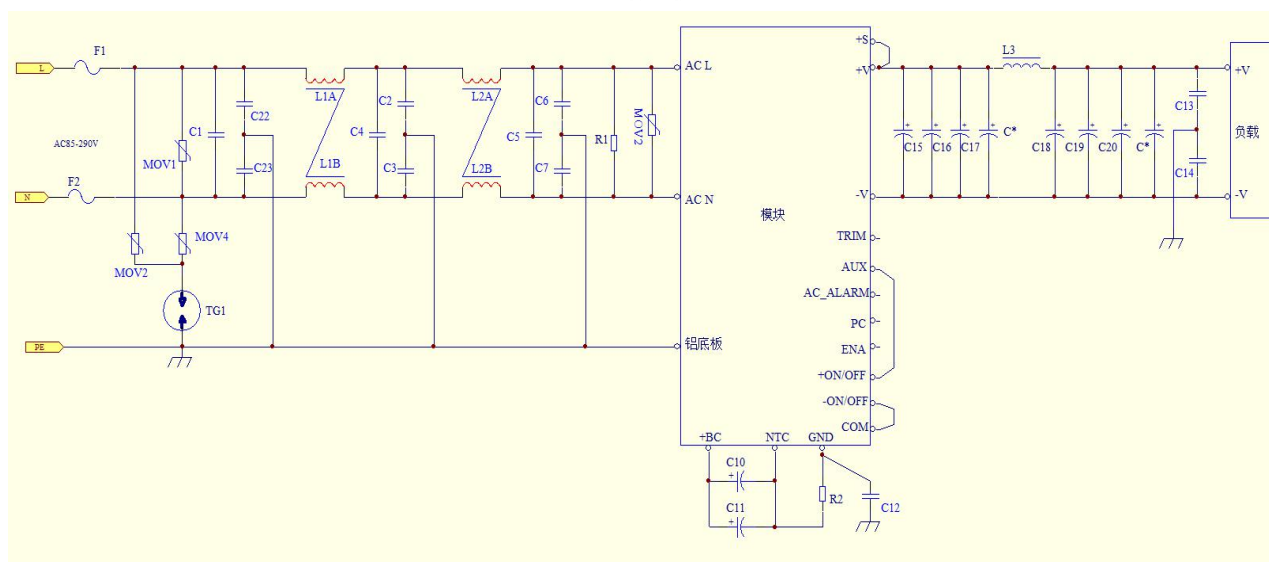 F1
L
L3
+S
+V
AC L
+V
L1A
L2A
C22
C2
C6
C13
C1
C4
C5
R1
MOV2
AC85-290V
MOV1
C23
L1B
C3
L2B
C7
C15
C16
C17
C*
C18
C19
C20
C*
C14
负载
F2
N
AC N
-V
-V
模块
MOV4
MOV2
TRIM
AUX
AC_ALARM
TG1
PC
PE
铝底板
ENA
+ON/OFF
-ON/OFF
COM
+BC
NTC
GND
C10
+
R2
C11
+
C12
+
+
+
+
+
+
+
+